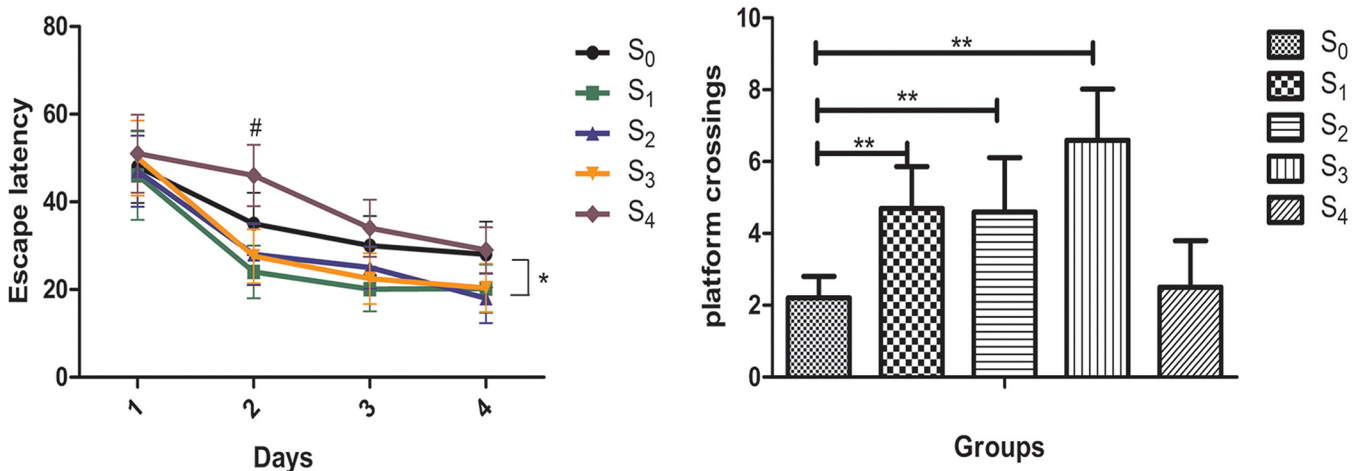 80
60
40
20
0
Escape latency
#
*
1
2
3
4
Days
S0
S1
S2
S3
S4
10
8
6
4
2
0
platform crossings
**
**
**
Groups
S0
S1
S2
S3
S4